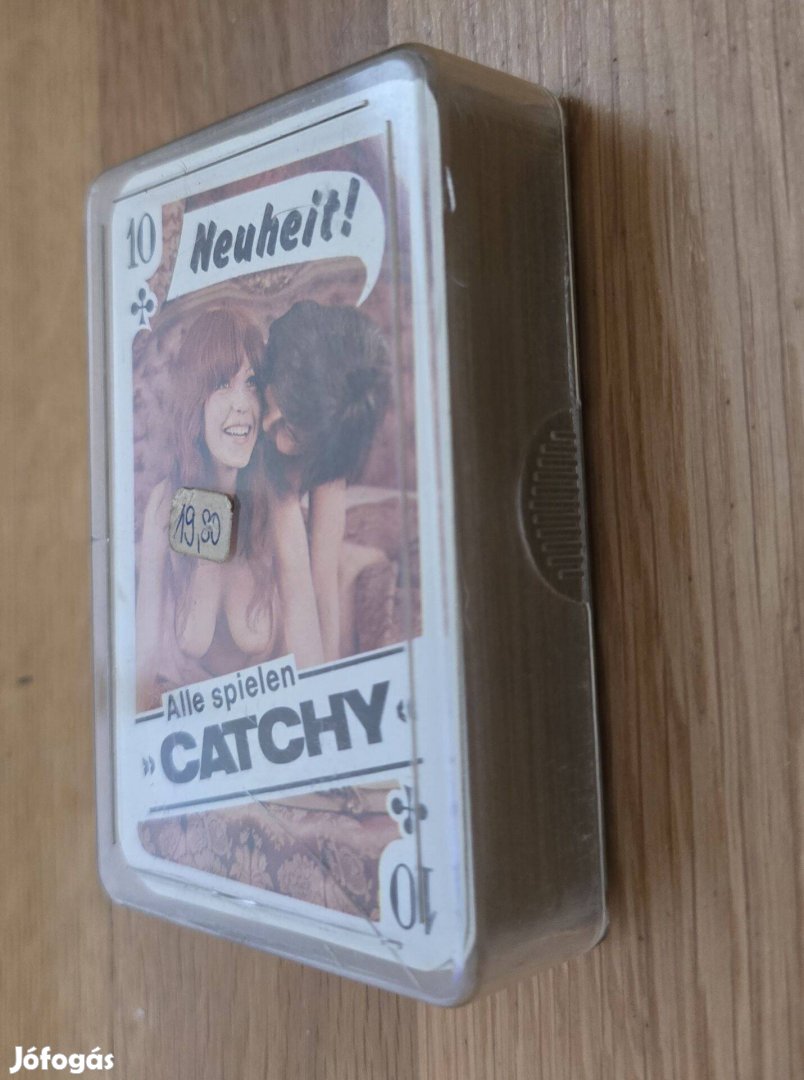 10
Neuheit!
19,80
Alle spielen
»CATCHY«
10
Jófogás